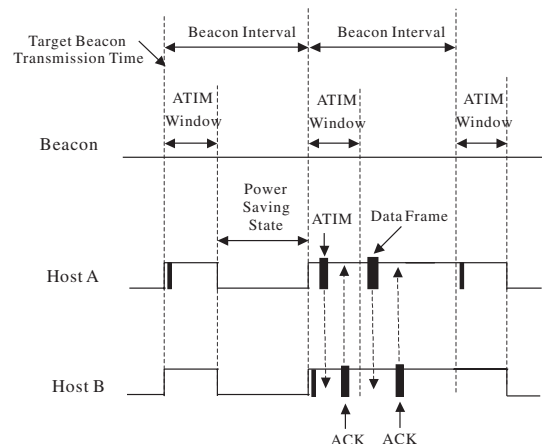 Beacon Interval
Beacon Interval
Target Beacon
Transmission Time
ATIM
Window
ATIM
Window
ATIM
Window
Beacon
Power
Saving
State
ATIM
Data Frame
Host A
Host B
ACK
ACK